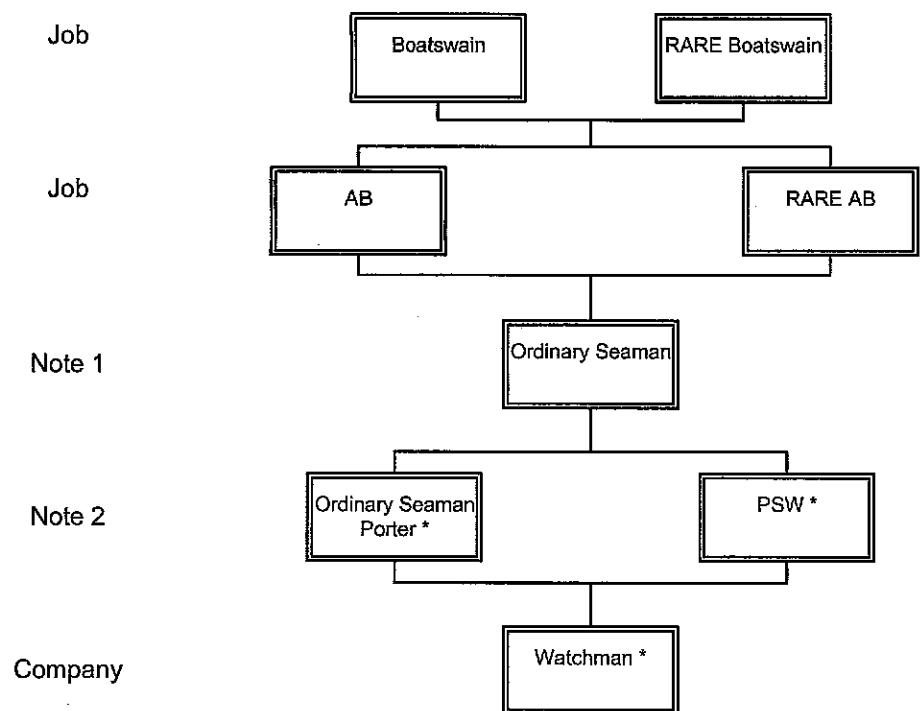 Job
Boatswain
RARE Boatswain
Job
AB
RARE AB
Note 1
Ordinary Seaman
Note 2
Ordinary Seaman
Porter *
PSW *
Company
Watchman *